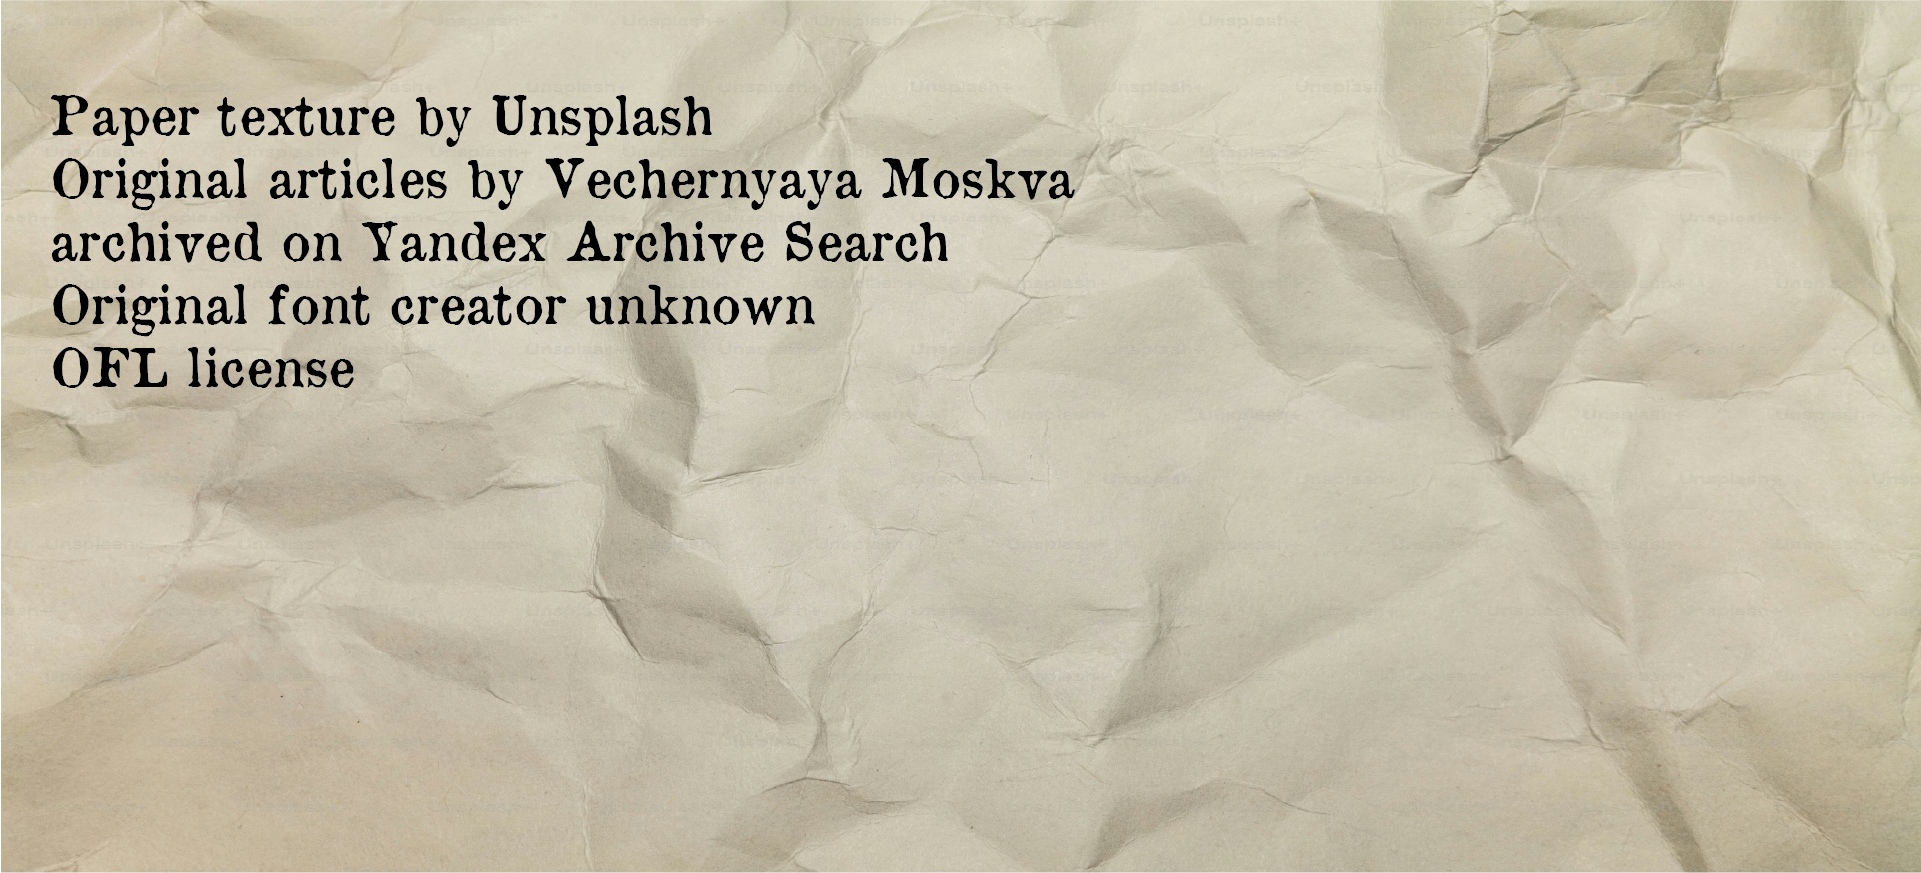 Paper texture by Unsplash
Original articles by Vechernyaya Moskva
archived on Yandex Archive Search
Original font creator unknown
OFL license